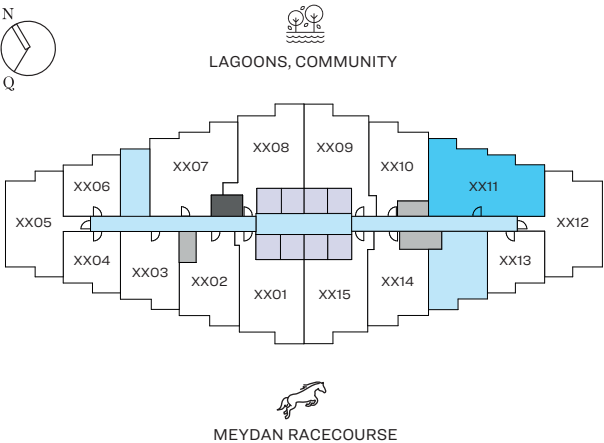 N
Q
LAGOONS, COMMUNITY
XX08
XX09
XX07
XX10
XX06
XX11
XX05
XX12
XX04
XX03
XX02
XX01
XX15
XX14
XX13
MEYDAN RACECOURSE